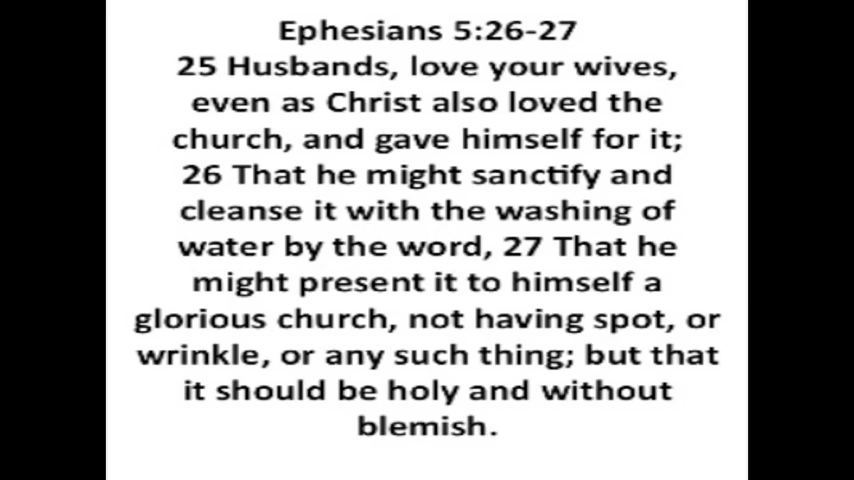 Ephesians 5:26-27
25 Husbands, love your wives,
even as Christ also loved the
church, and gave himself for it;
26 That he might sanctify and
cleanse it with the washing of
water by the word, 27 That he
might present it to himself a
glorious church, not having spot, or
wrinkle, or any such thing; but that
it should be holy and without
blemish.